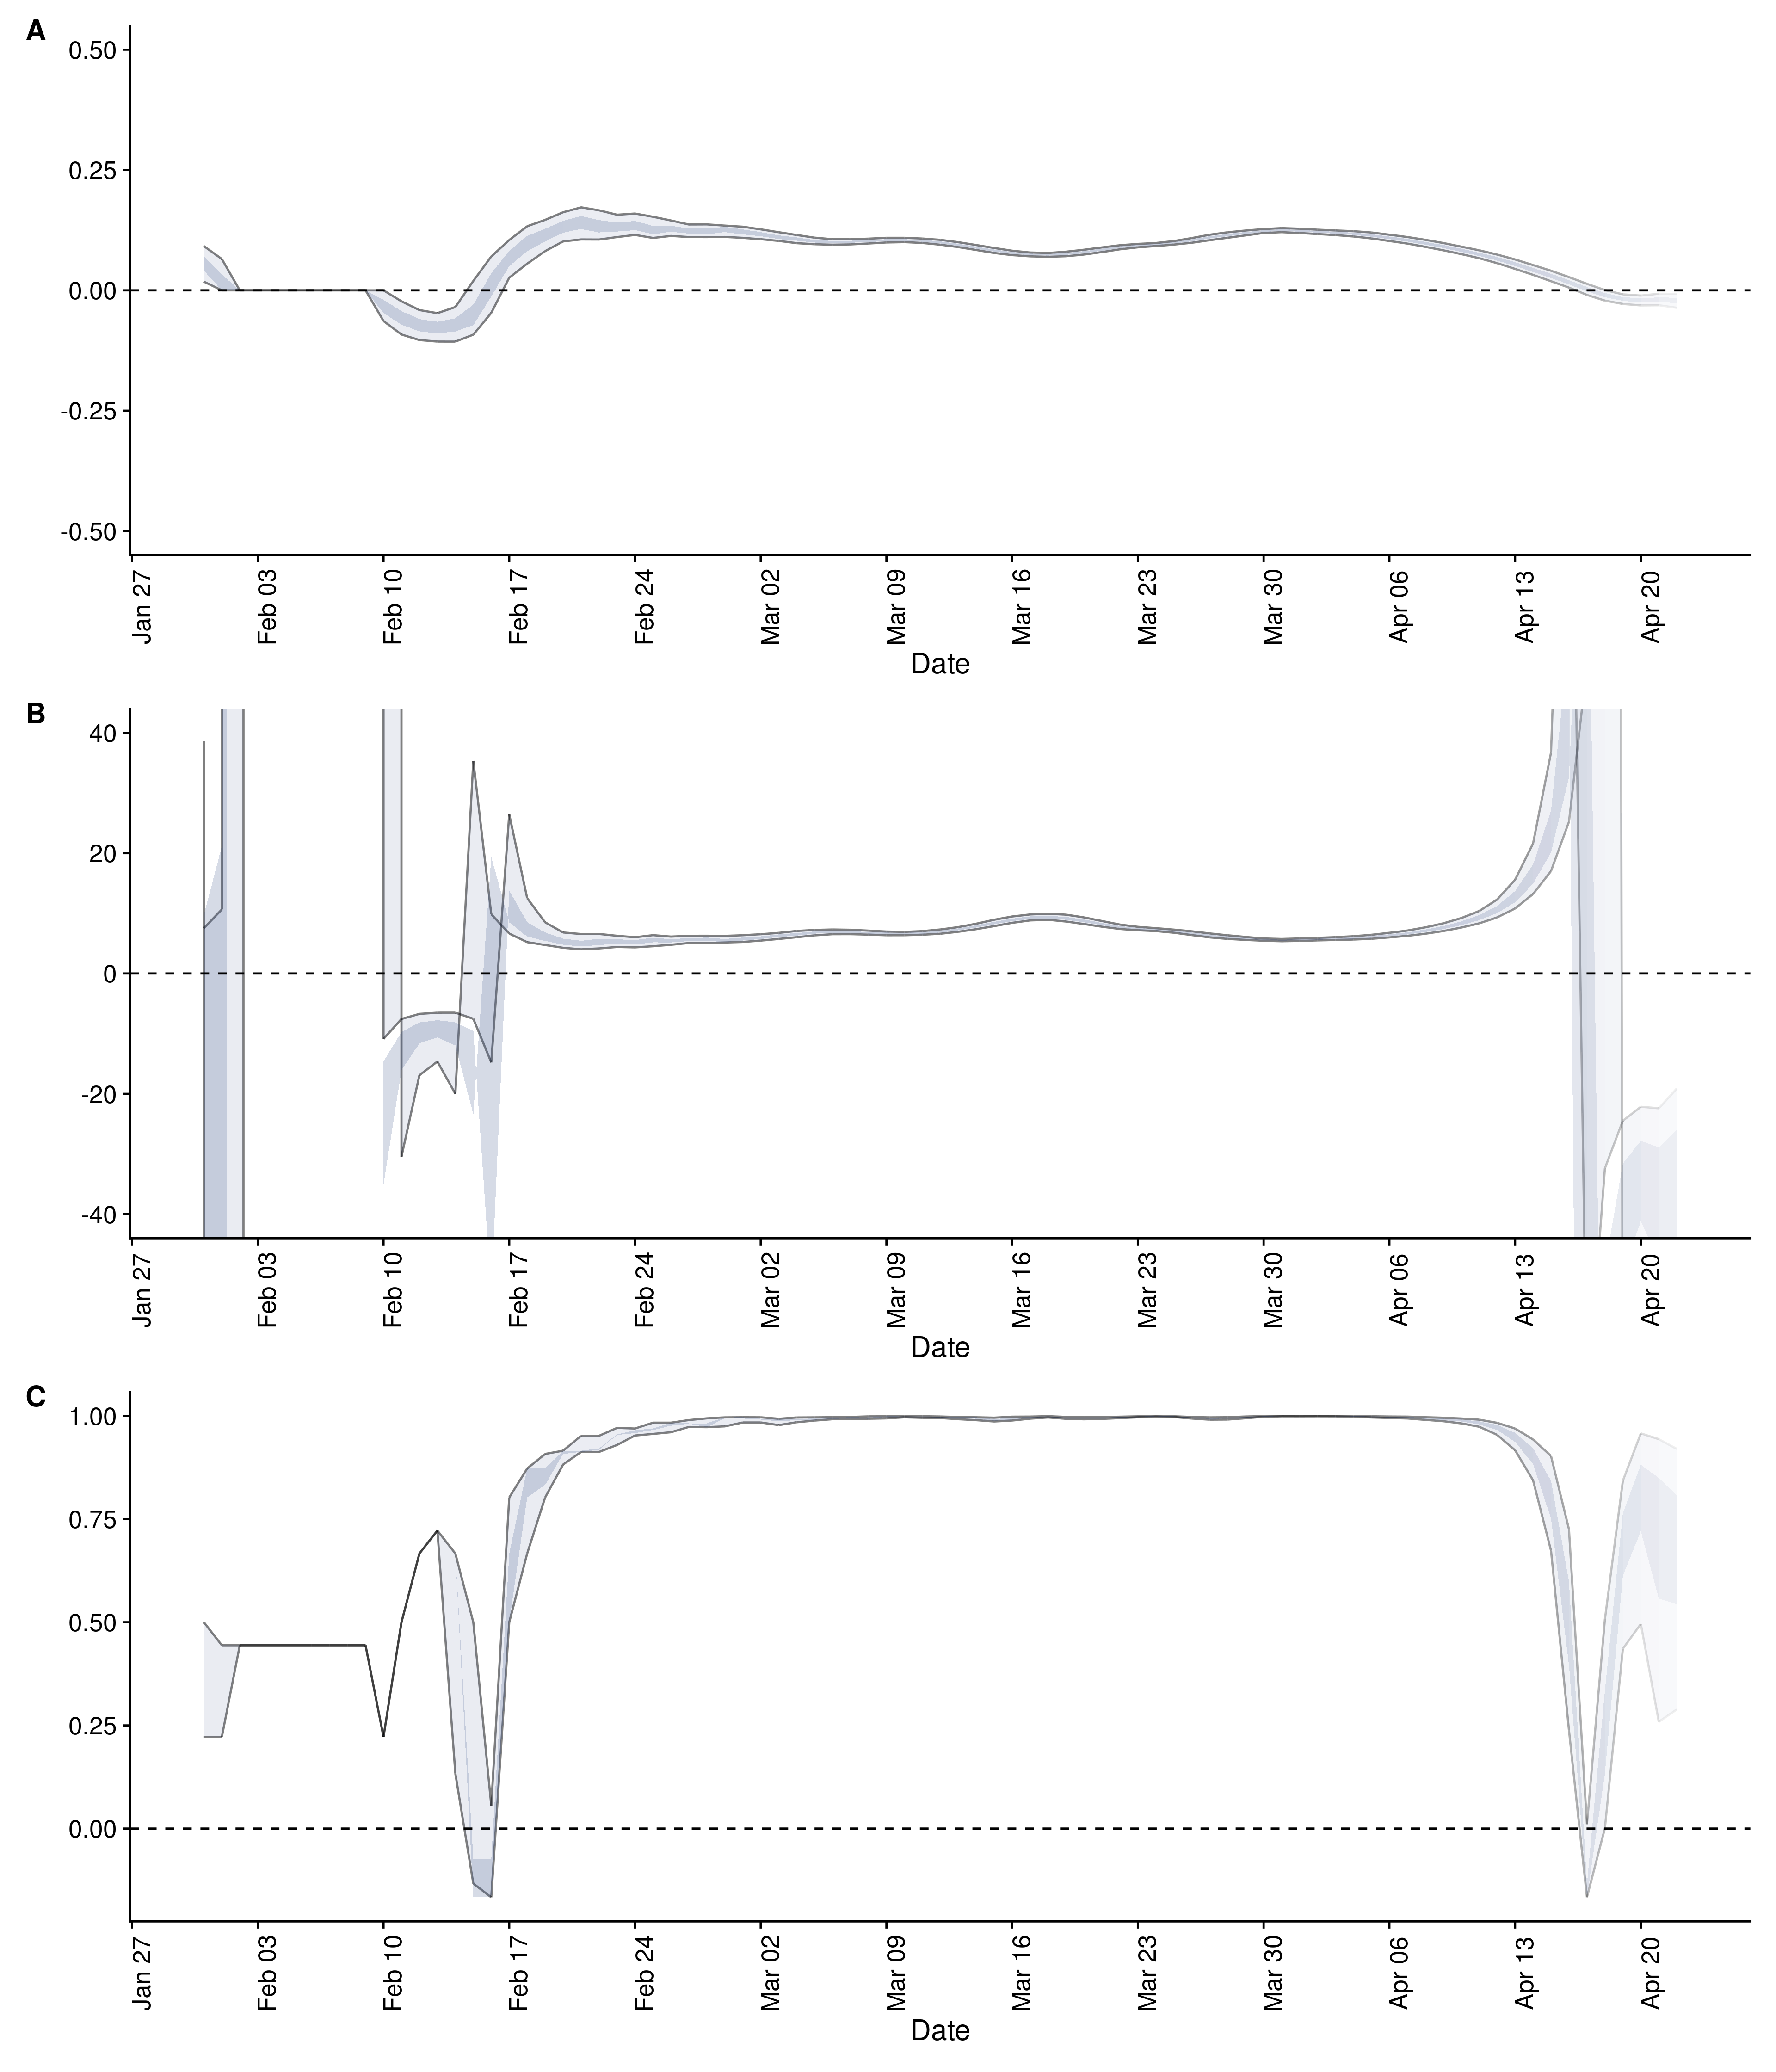 A
0.50
0.25
0.00
-0.25
-0.50
Jan 27
Feb 03
Feb 10
Feb 17
Feb 24
Mar 02
Mar 09
Mar 16
Mar 23
Mar 30
Apr 06
Apr 13
Apr 20
Date
B
40
20
0
-20
-40
Jan 27
Feb 03
Feb 10
Feb 17
Feb 24
Mar 02
Mar 09
Mar 16
Mar 23
Mar 30
Apr 06
Apr 13
Apr 20
Date
C
1.00
0.75
0.50
0.25
0.00
Jan 27
Feb 03
Feb 10
Feb 17
Feb 24
Mar 02
Mar 09
Mar 16
Mar 23
Mar 30
Apr 06
Apr 13
Apr 20
Date